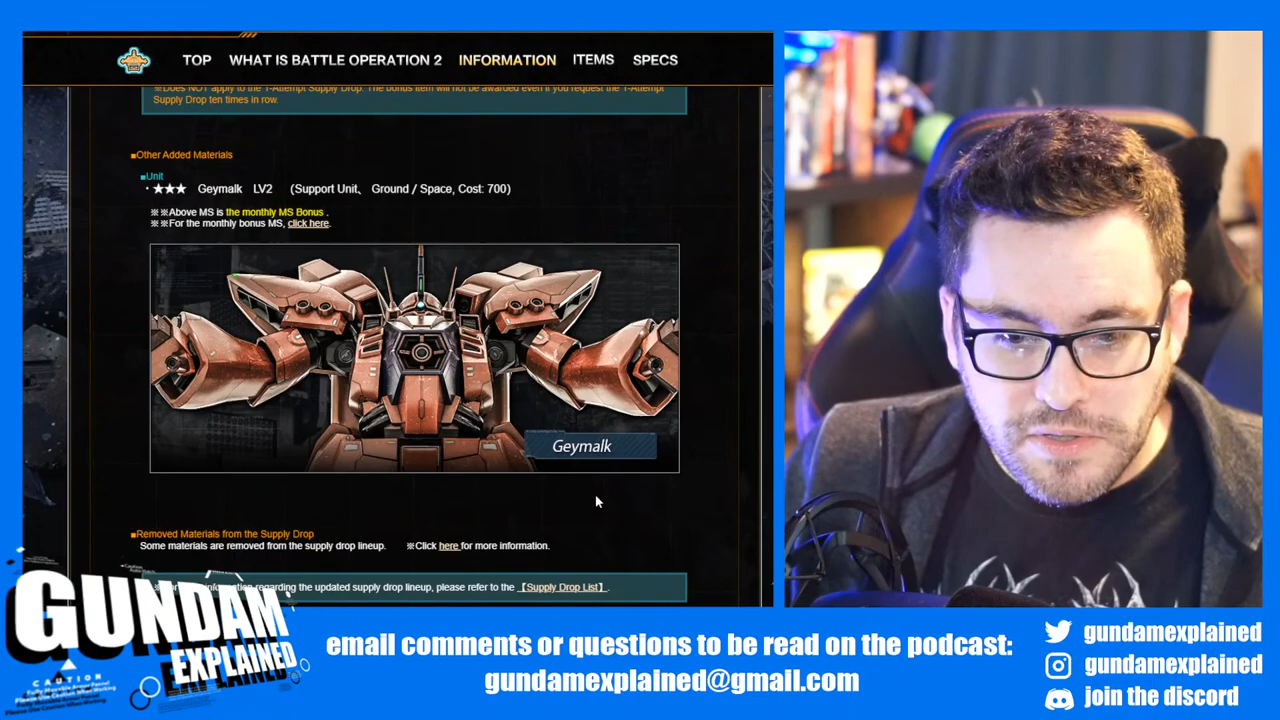 TOP WHAT IS BATTLE OPERATION 2 INFORMATION ITEMS SPECS
※Does NOT apply to the 1-Attempt Supply Drop. The bonus item will not be awarded even if you request the 1-Attempt
Supply Drop ten times in row.
■Other Added Materials
■Unit
・★★★ Geymalk LV2 (Support Unit、 Ground / Space, Cost: 700)
※※Above MS is the monthly MS Bonus .
※※For the monthly bonus MS, click here.
Geymalk
■Removed Materials from the Supply Drop
Some materials are removed from the supply drop lineup. ※Click here for more information.
regarding the updated supply drop lineup, please refer to the 【Supply Drop List】.
GUNDAM
EXPLAINED
CAUTION
email comments or questions to be read on the podcast:
gundamexplained@gmail.com
gundamexplained
gundamexplained
join the discord